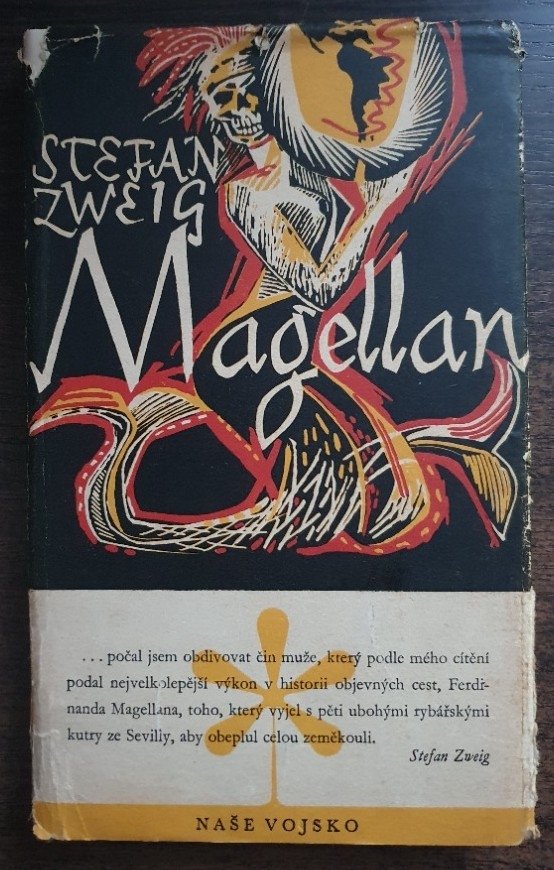 STEFAN
ZWEIG
Magellan
...počal jsem obdivovat čin muže, který podle mého cítění
podal nejvelkolepější výkon v historii objevných cest, Ferdi-
nanda Magellana, toho, který vyjel s pěti ubohými rybářskými
kutry ze Sevilly, aby obeplul celou zeměkouli.
Stefan Zweig
NAŠE VOJSKO